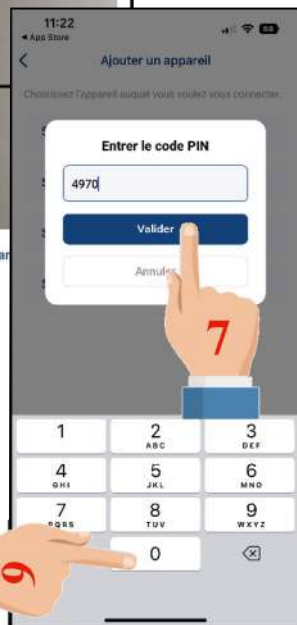 11:22
◀ App Store
Ajouter un appareil
Choisissez l'appareil auquel vous voulez vous connecter.
Entrer le code PIN
4970
Valider
Annuler
7
1 2 3
ABC DEF
4 5 6
GHI JKL MNO
7 8 9
PQRS TUV WXYZ
0
6